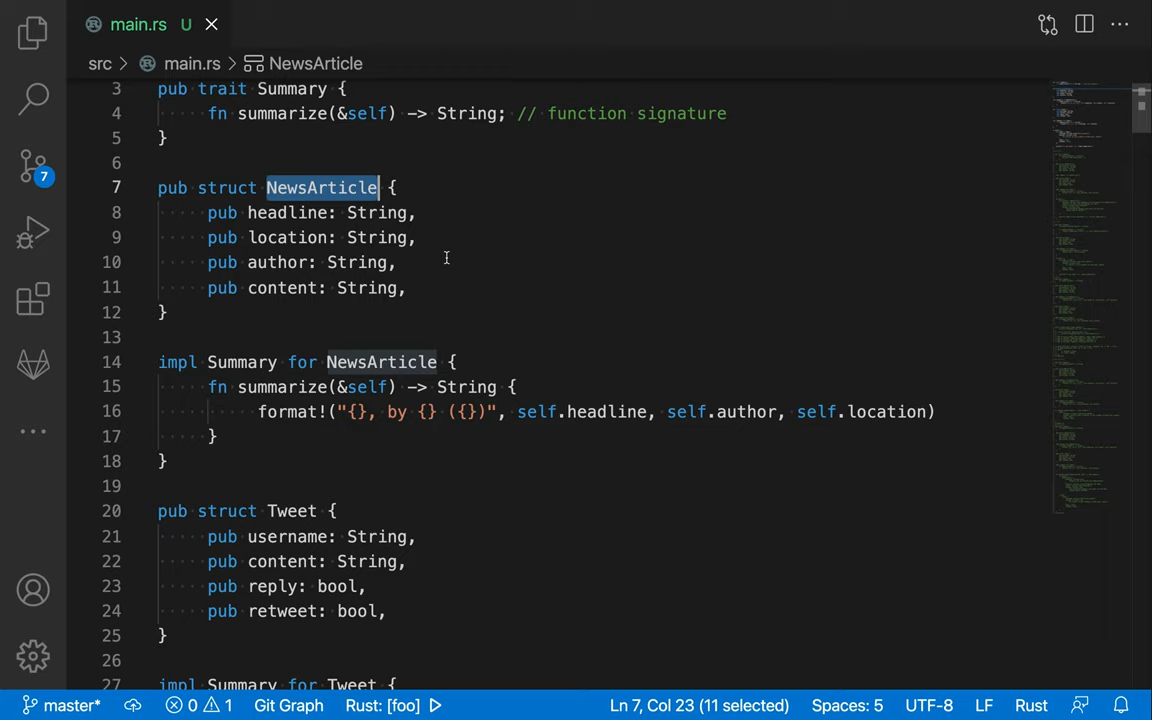 main.rs U
src > main.rs > NewsArticle
3 pub trait Summary {
4 fn summarize(&self) -> String; // function signature
5 }
6
7 pub struct NewsArticle {
8 pub headline: String,
9 pub location: String,
10 pub author: String,
11 pub content: String,
12 }
13
14 impl Summary for NewsArticle {
15 fn summarize(&self) -> String {
16 format!("{}, by {} ({})", self.headline, self.author, self.location)
17 }
18 }
19
20 pub struct Tweet {
21 pub username: String,
22 pub content: String,
23 pub reply: bool,
24 pub retweet: bool,
25 }
26
27 impl Summary for Tweet {
7
master* 0 1 Git Graph Rust: [foo] Ln 7, Col 23 (11 selected) Spaces: 5 UTF-8 LF Rust